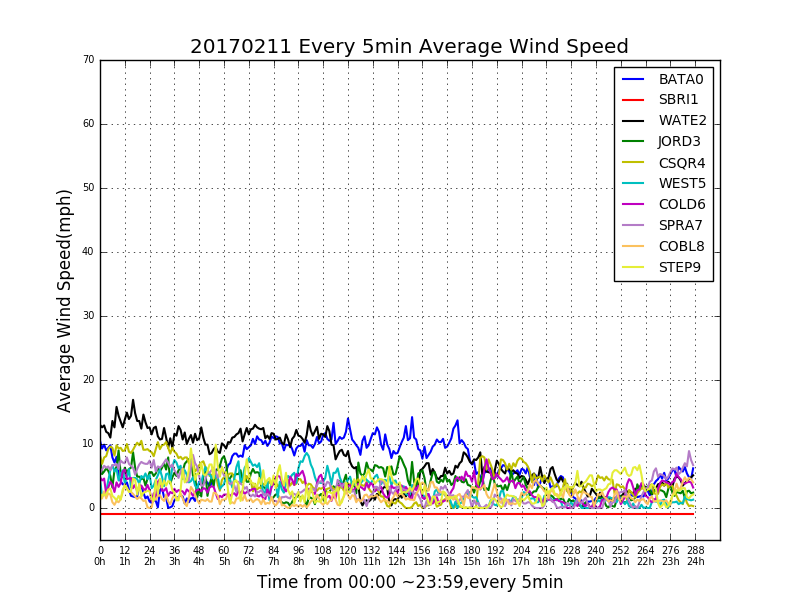 20170211 Every 5min Average Wind Speed
70
60
50
40
30
20
10
0
Average Wind Speed(mph)
BATA0
SBRI1
WATE2
JORD3
CSQR4
WEST5
COLD6
SPRA7
COBL8
STEP9
0 12 24 36 48 60 72 84 96 108 120 132 144 156 168 180 192 204 216 228 240 252 264 276 288
0h 1h 2h 3h 4h 5h 6h 7h 8h 9h 10h 11h 12h 13h 14h 15h 16h 17h 18h 19h 20h 21h 22h 23h 24h
Time from 00:00 ~23:59,every 5min